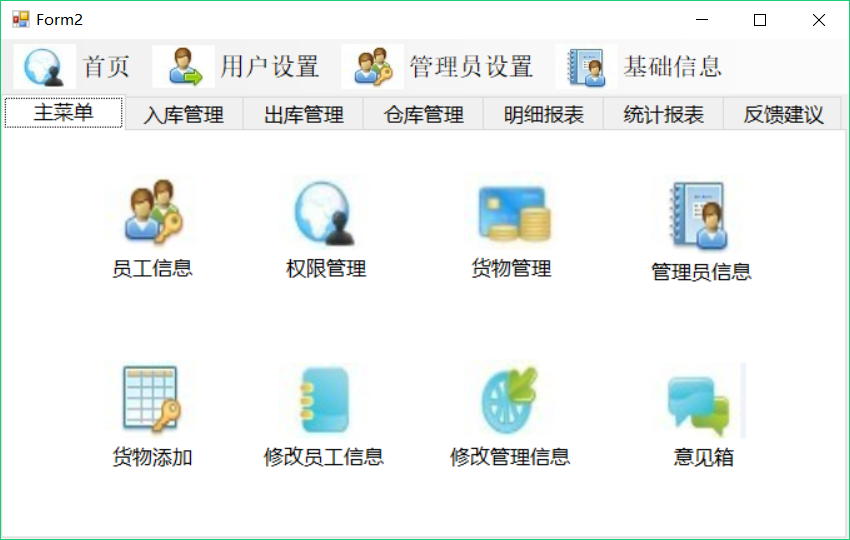 Form2
首页 用户设置 管理员设置 基础信息
主菜单 入库管理 出库管理 仓库管理 明细报表 统计报表 反馈建议
员工信息 权限管理 货物管理 管理员信息
货物添加 修改员工信息 修改管理信息 意见箱